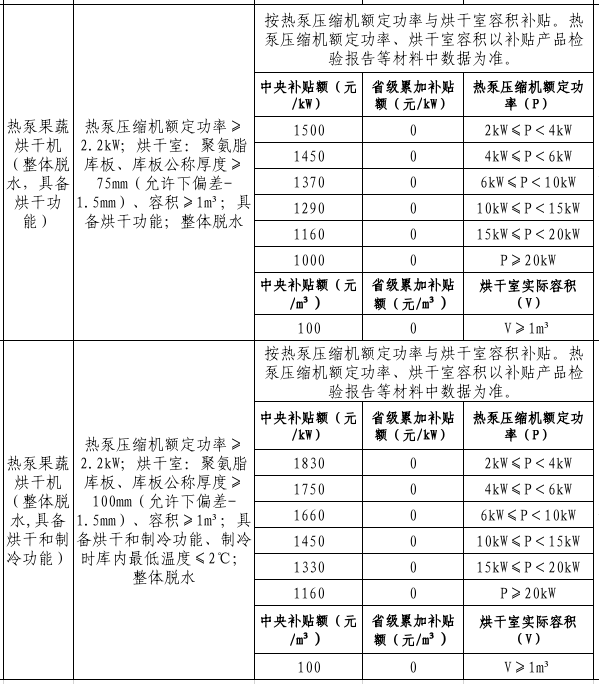 热泵果蔬
烘干机
（整体脱
水，具备
烘干功
能）
热泵压缩机额定功率≥
2.2kW；烘干室：聚氨脂
库板、库板公称厚度≥
75mm（允许下偏差-
1.5mm）、容积≥1m³；具
备烘干功能；整体脱水
按热泵压缩机额定功率与烘干室容积补贴。热
泵压缩机额定功率、烘干室容积以补贴产品检
验报告等材料中数据为准。
中央补贴额（元
/kW）
省级累加补贴
额（元/kW）
热泵压缩机额定功
率（P）
1500 0 2kW≤P＜4kW
1450 0 4kW≤P＜6kW
1370 0 6kW≤P＜10kW
1290 0 10kW≤P＜15kW
1160 0 15kW≤P＜20kW
1000 0 P≥20kW
中央补贴额（元
/m³）
省级累加补贴
额（元/m³）
烘干室实际容积
（V）
100 0 V≥1m³
热泵果蔬
烘干机
（整体脱
水,具备
烘干和制
冷功能）
热泵压缩机额定功率≥
2.2kW；烘干室：聚氨脂
库板、库板公称厚度≥
100mm（允许下偏差-
1.5mm）、容积≥1m³；具
备烘干和制冷功能、制冷
时库内最低温度≤2℃；
整体脱水
按热泵压缩机额定功率与烘干室容积补贴。热
泵压缩机额定功率、烘干室容积以补贴产品检
验报告等材料中数据为准。
中央补贴额（元
/kW）
省级累加补贴
额（元/kW）
热泵压缩机额定功
率（P）
1830 0 2kW≤P＜4kW
1750 0 4kW≤P＜6kW
1660 0 6kW≤P＜10kW
1450 0 10kW≤P＜15kW
1330 0 15kW≤P＜20kW
1160 0 P≥20kW
中央补贴额（元
/m³）
省级累加补贴
额（元/m³）
烘干室实际容积
（V）
100 0 V≥1m³